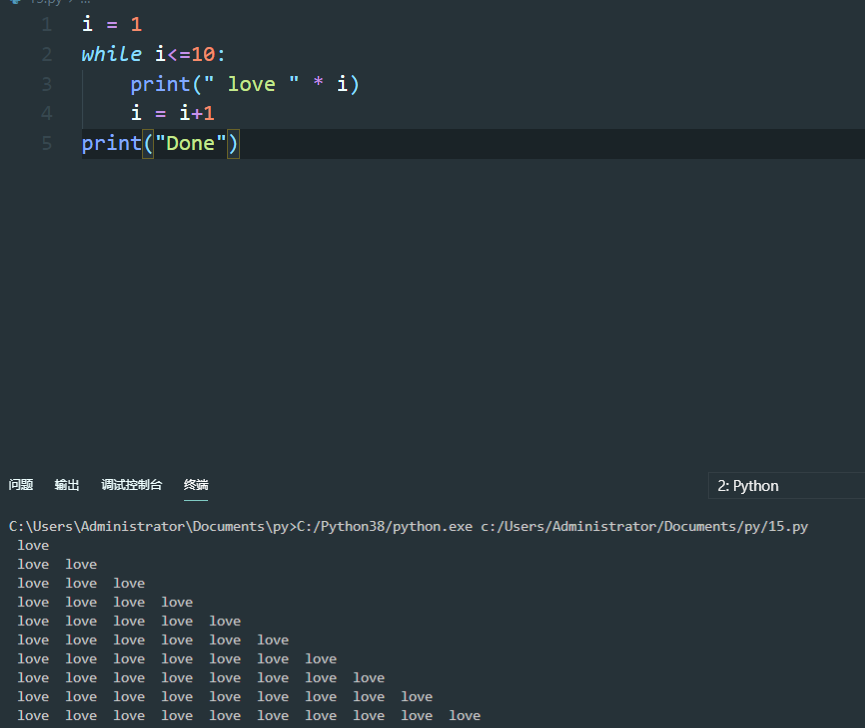 15.py > ...
1 i = 1
2 while i<=10:
3     print(" love " * i)
4     i = i+1
5 print("Done")
问题 输出 调试控制台 终端 2: Python
C:\Users\Administrator\Documents\py>C:/Python38/python.exe c:/Users/Administrator/Documents/py/15.py
 love
 love  love
 love  love  love
 love  love  love  love
 love  love  love  love  love
 love  love  love  love  love  love
 love  love  love  love  love  love  love
 love  love  love  love  love  love  love  love
 love  love  love  love  love  love  love  love  love
 love  love  love  love  love  love  love  love  love  love